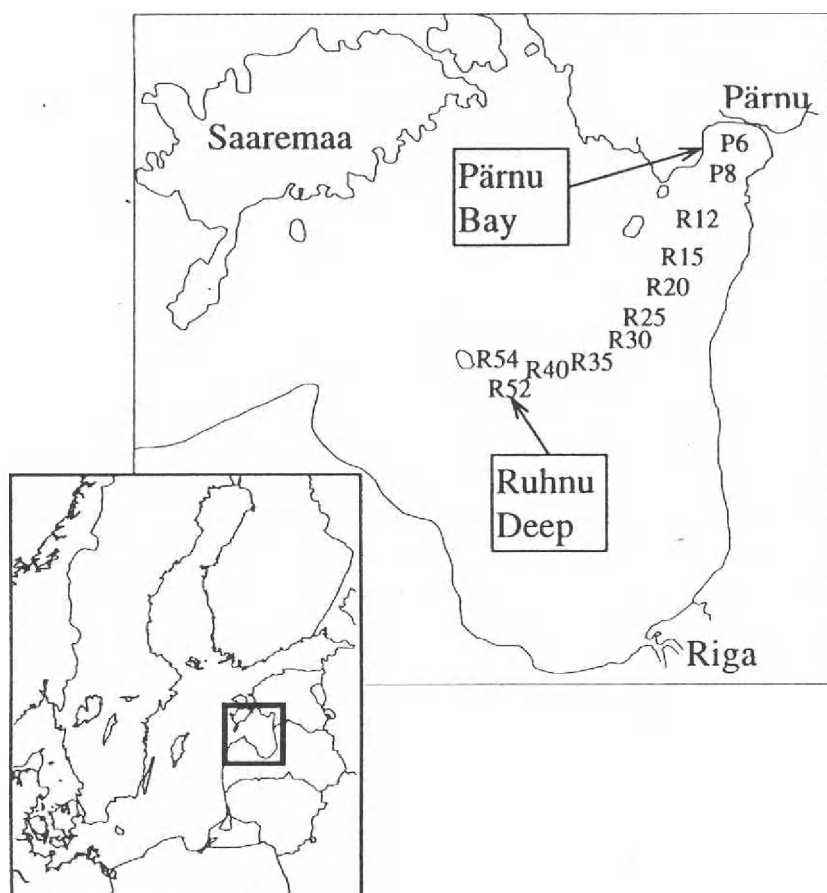 Pärnu
Saaremaa
P6
Pärnu
Bay
P8
R12
R15
R20
R25
R30
R54
R40
R35
R52
Ruhnu
Deep
Riga